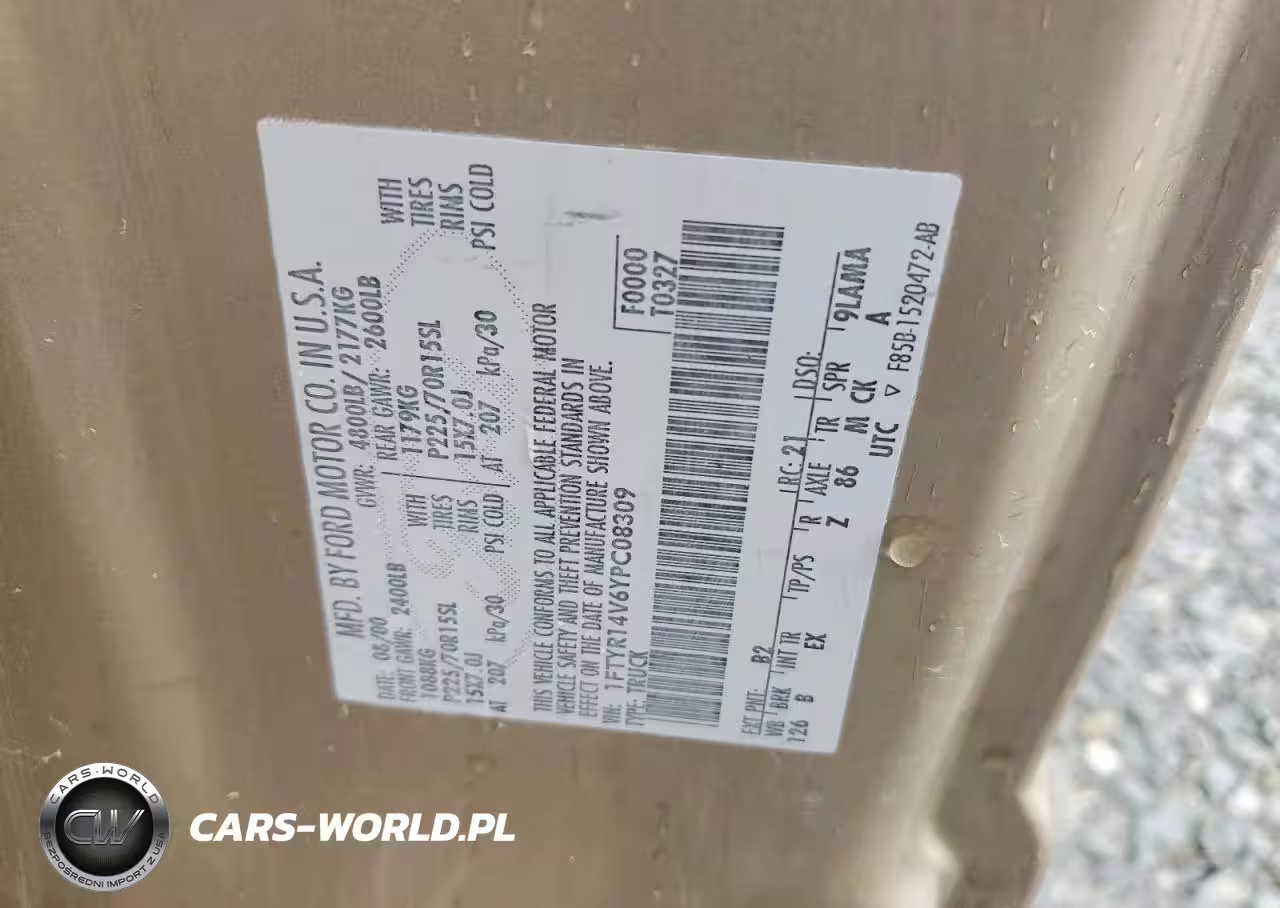 MFD. BY FORD MOTOR CO. IN U.S.A.
DATE: 08/00 GVWR: 4800LB/ 2177KG
FRONT GAWR: 2400LB REAR GAWR: 2600LB
1088KG WITH 1179KG WITH
P225/70R15SL TIRES P225/70R15SL TIRES
15X7.0J RIMS 15X7.0J RIMS
AT 207 kPa/30 PSI COLD AT 207 kPa/30 PSI COLD
THIS VEHICLE CONFORMS TO ALL APPLICABLE FEDERAL MOTOR
VEHICLE SAFETY AND THEFT PREVENTION STANDARDS IN
EFFECT ON THE DATE OF MANUFACTURE SHOWN ABOVE.
VIN: 1FTYR14V6YPC08309 F0000
TYPE: TRUCK T0327
EXT PNT: B2 RC: 21 DSO:
WB BRK INT TR TP/PS R AXLE TR SPR 9LAMA
126 B EX Z 86 M CK A
UTC ▽ F85B-1520472-AB
CARS-WORLD
CW
BEZPOŚREDNI IMPORT Z USA
CARS-WORLD.PL